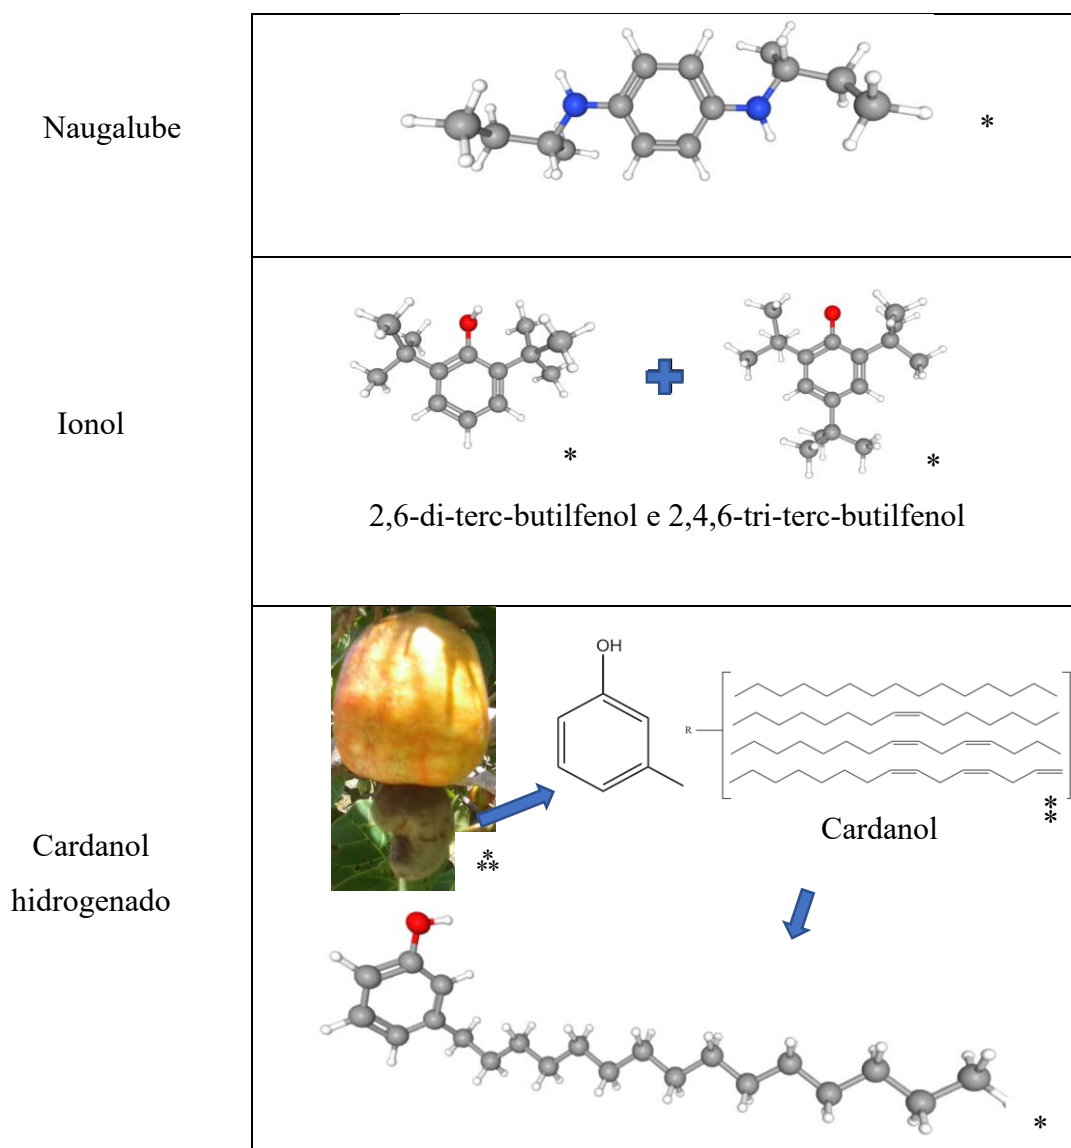 Naugalube
*
Ionol
*
*
2,6-di-terc-butilfenol e 2,4,6-tri-terc-butilfenol
Cardanol
hidrogenado
OH
R
**
Cardanol
***
*